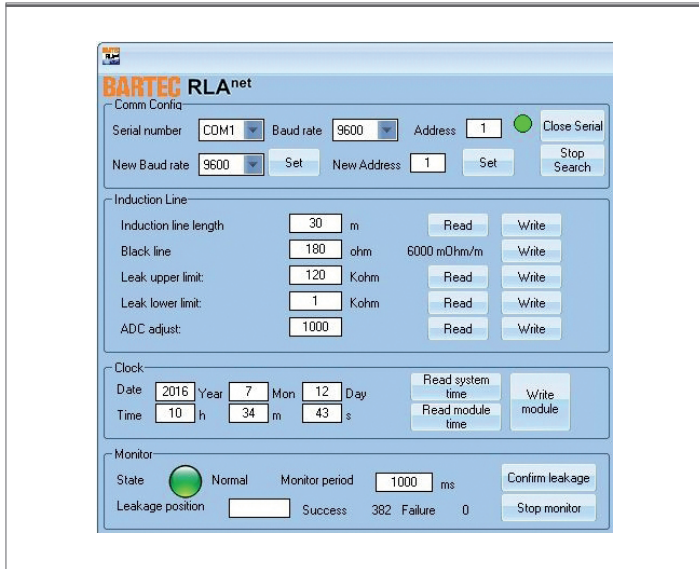 BARTEC RLAnet
Comm Config
Serial number COM1 Baud rate 9600 Address 1 Close Serial
New Baud rate 9600 Set New Address 1 Set Stop Search
Induction Line
Induction line length 30 m Read Write
Black line 180 ohm 6000 mOhm/m Write
Leak upper limit: 120 Kohm Read Write
Leak lower limit: 1 Kohm Read Write
ADC adjust: 1000 Read Write
Clock
Date 2016 Year 7 Mon 12 Day Read system time
Time 10 h 34 m 43 s Read module time
Write module
Monitor
State Normal Monitor period 1000 ms Confirm leakage
Leakage position Success 382 Failure 0 Stop monitor